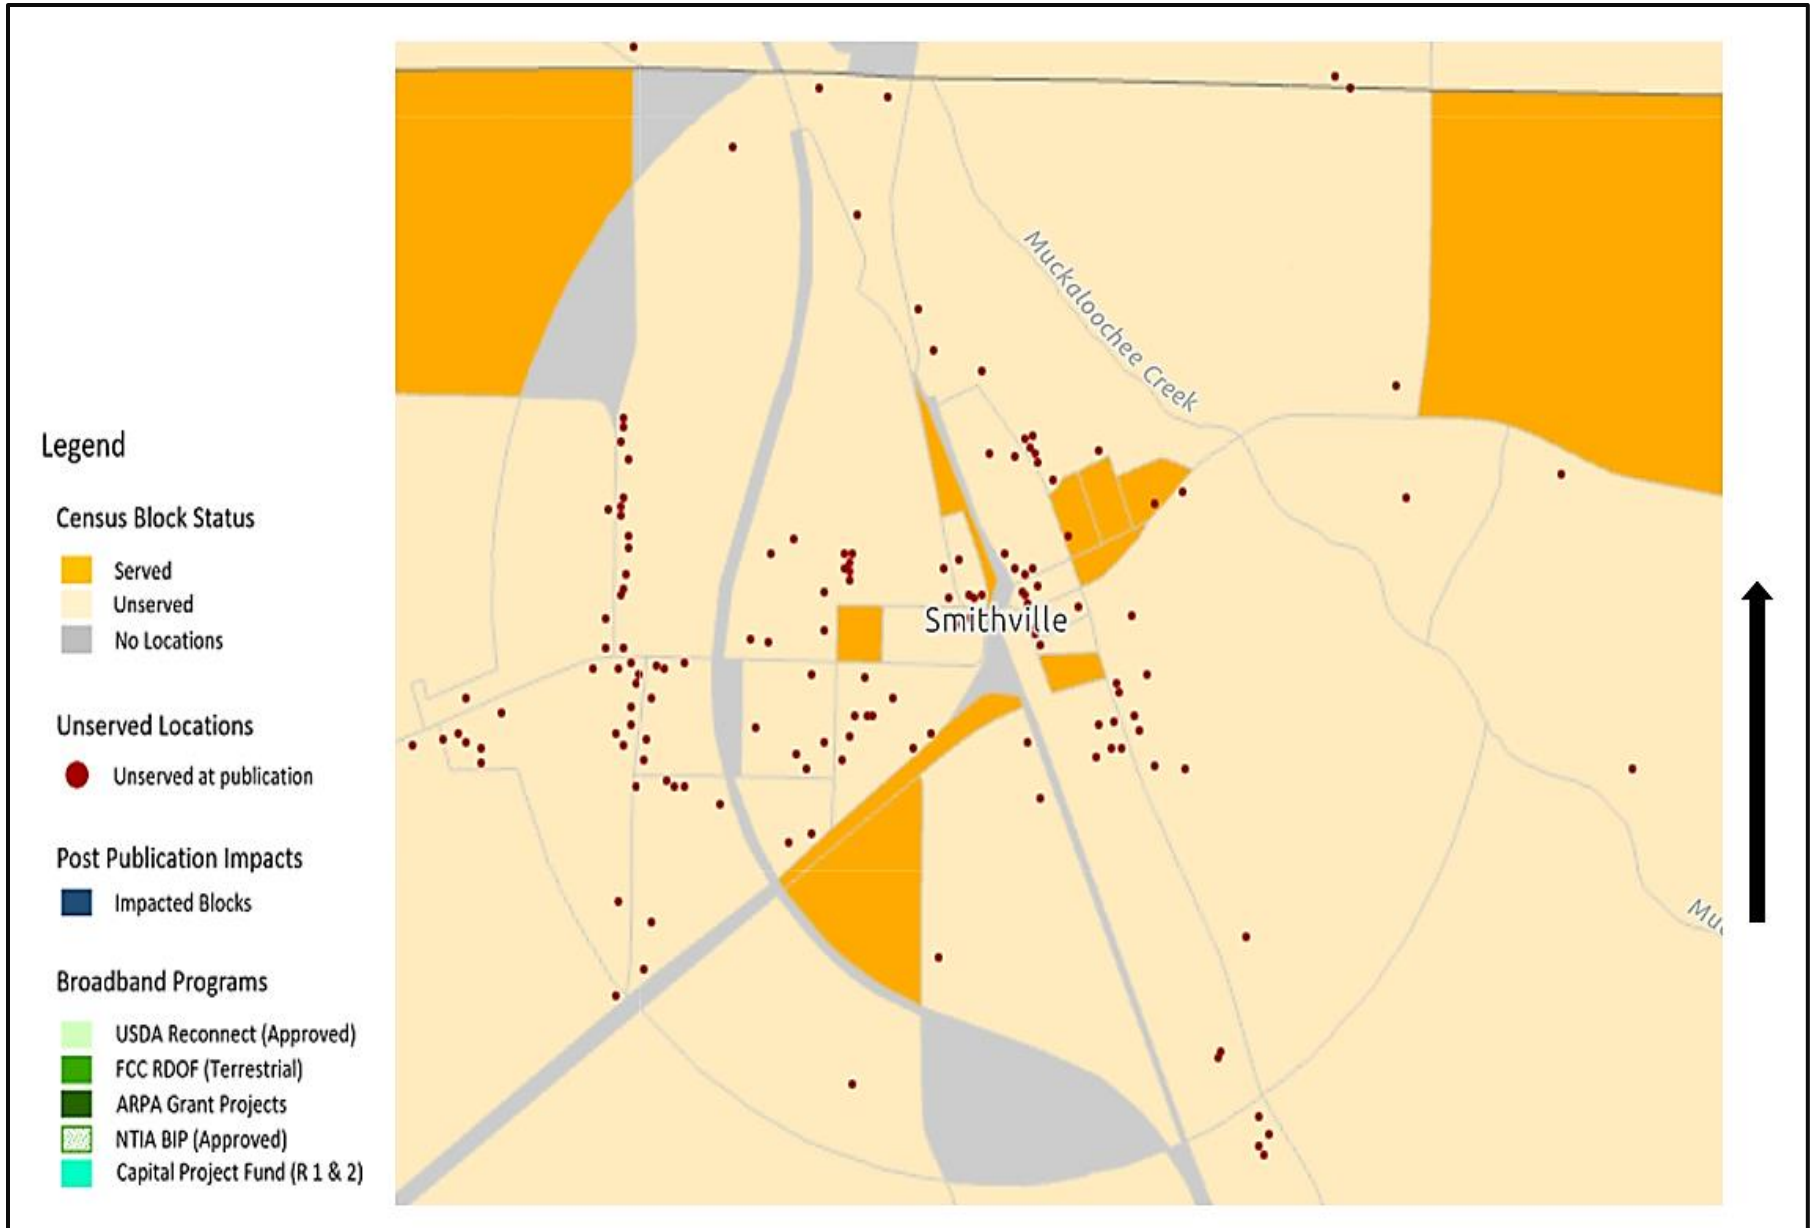 Legend
Census Block Status
Served
Unserved
No Locations
Unserved Locations
Unserved at publication
Post Publication Impacts
Impacted Blocks
Broadband Programs
USDA Reconnect (Approved)
FCC RDOF (Terrestrial)
ARPA Grant Projects
NTIA BIP (Approved)
Capital Project Fund (R 1 & 2)
Muckaloochee Creek
Smithville